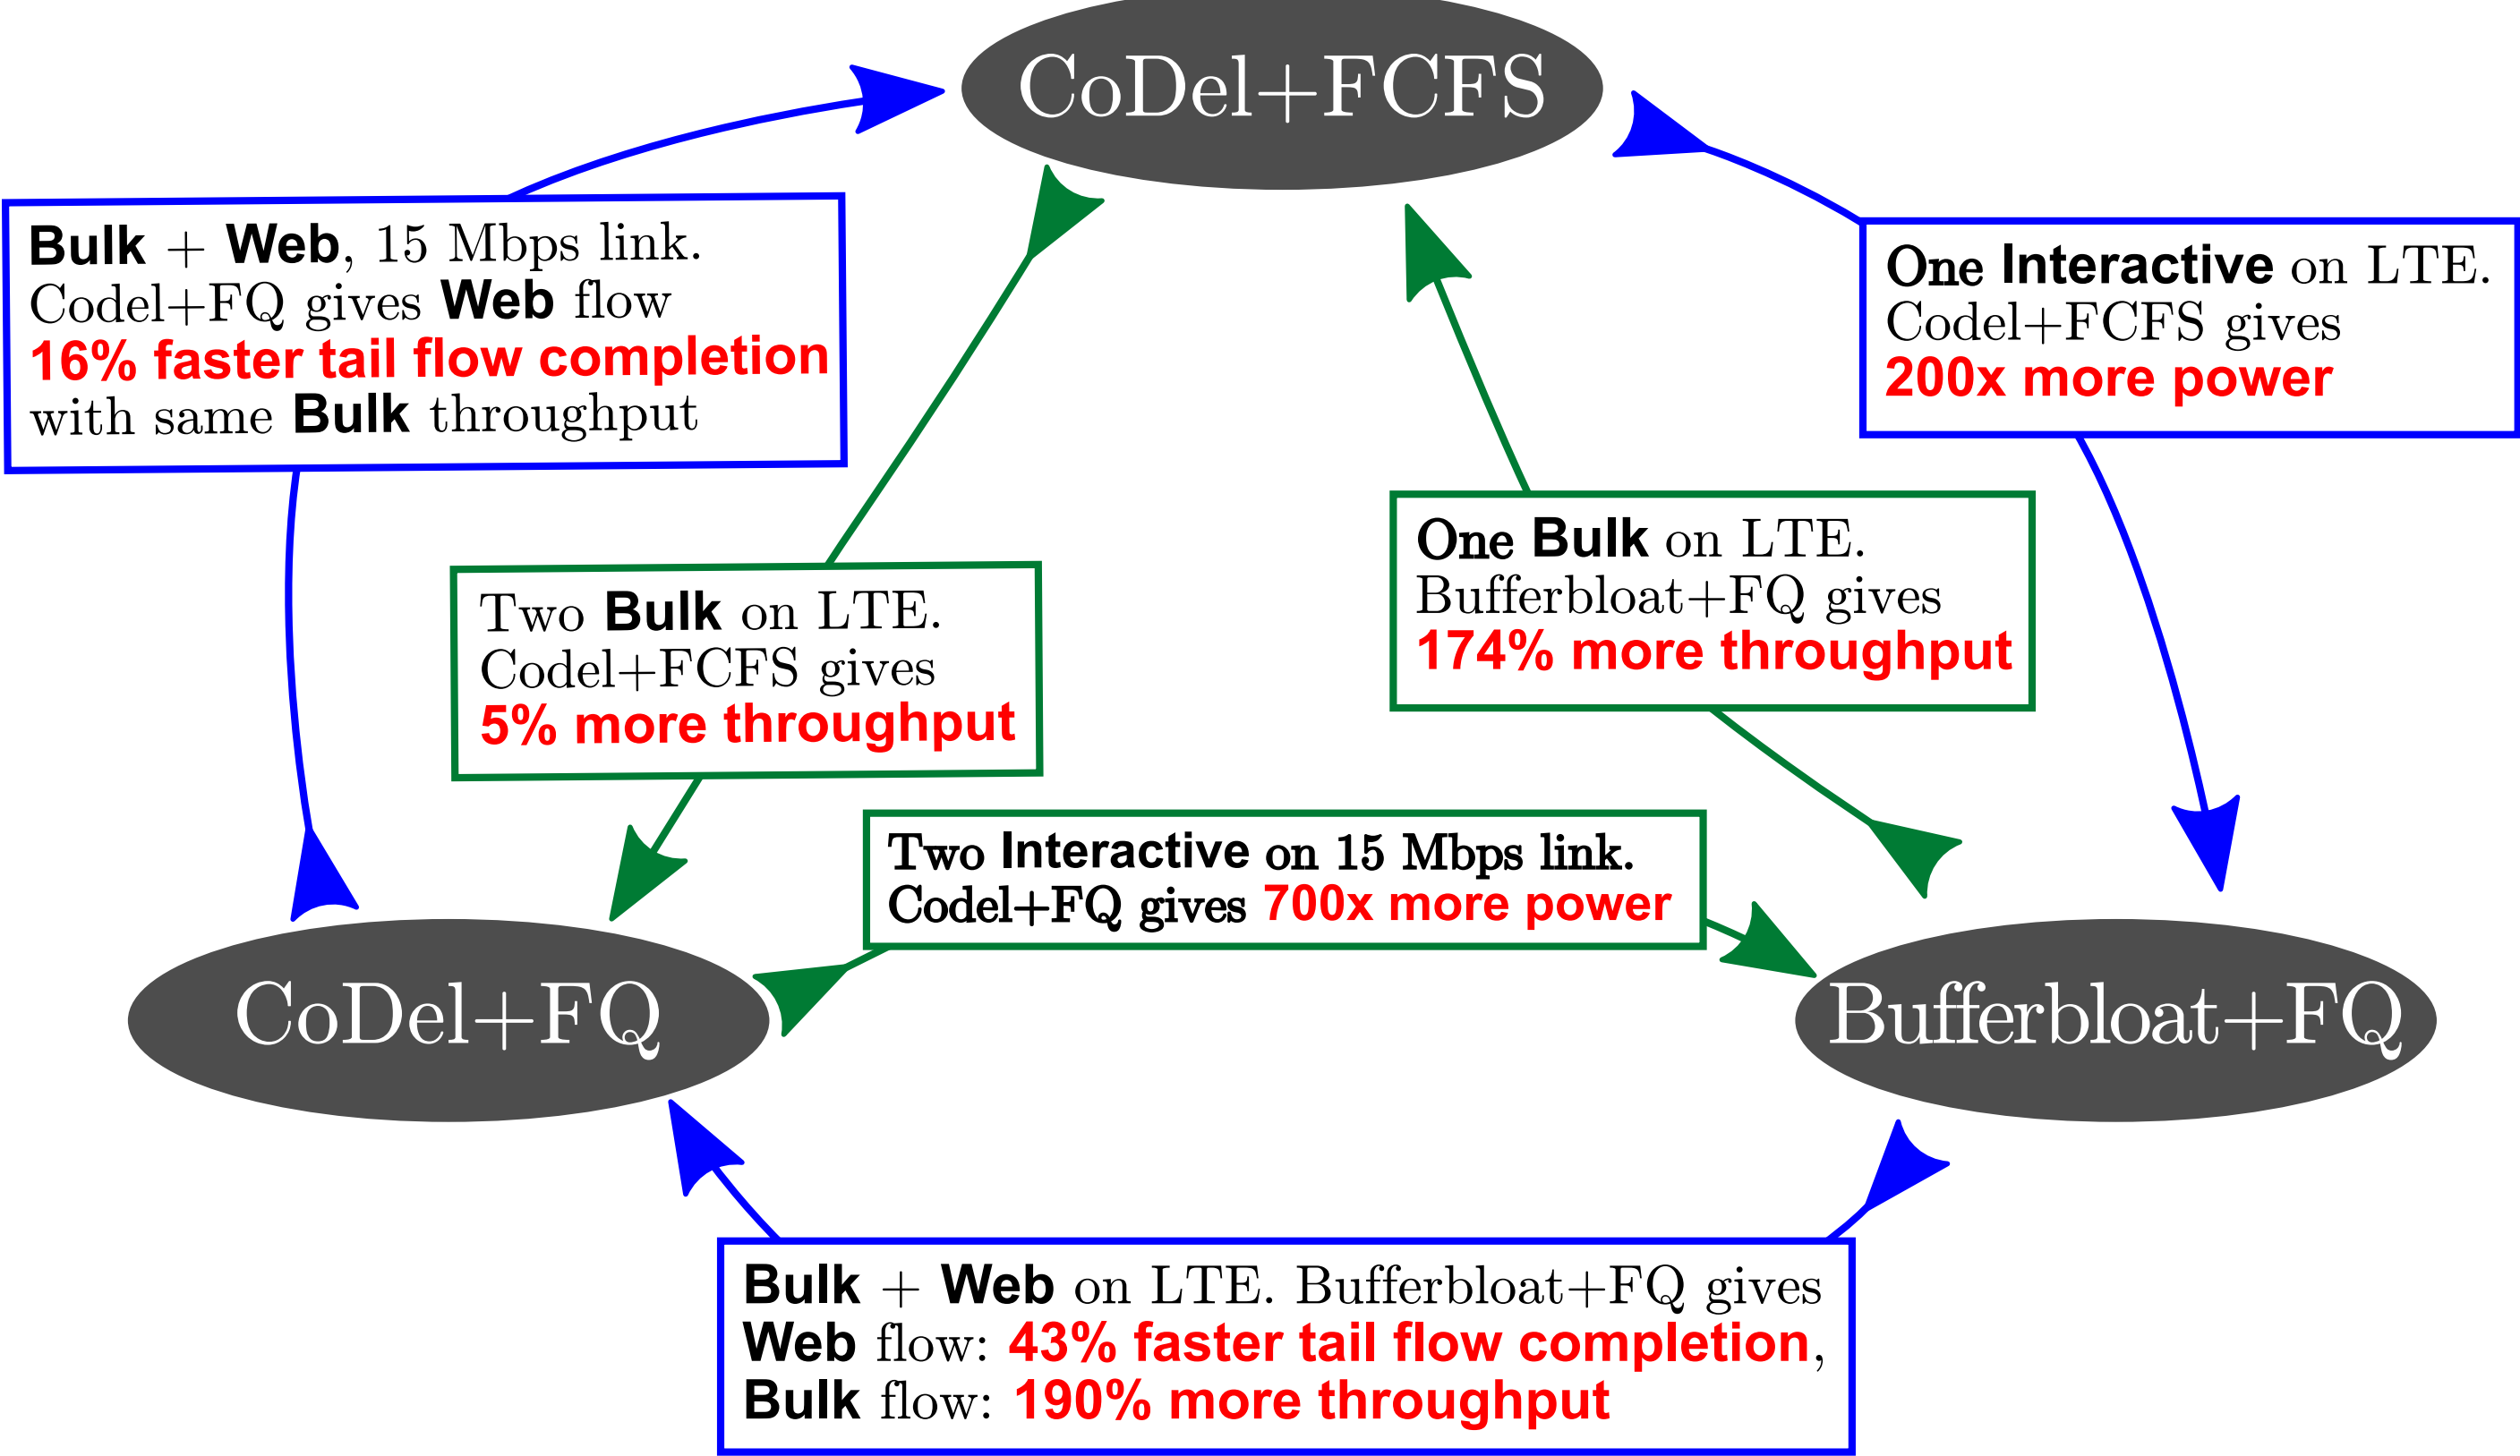 CoDel+FCFS
Bulk + Web, 15 Mbps link.
Codel+FQ gives Web flow
16% faster tail flow completion
with same Bulk throughput
One Interactive on LTE.
Codel+FCFS gives
200x more power
One Bulk on LTE.
Bufferbloat+FQ gives
174% more throughput
Two Bulk on LTE.
Codel+FCFS gives
5% more throughput
Two Interactive on 15 Mbps link.
Codel+FQ gives 700x more power
CoDel+FQ
Bufferbloat+FQ
Bulk + Web on LTE. Bufferbloat+FQ gives
Web flow: 43% faster tail flow completion,
Bulk flow: 190% more throughput